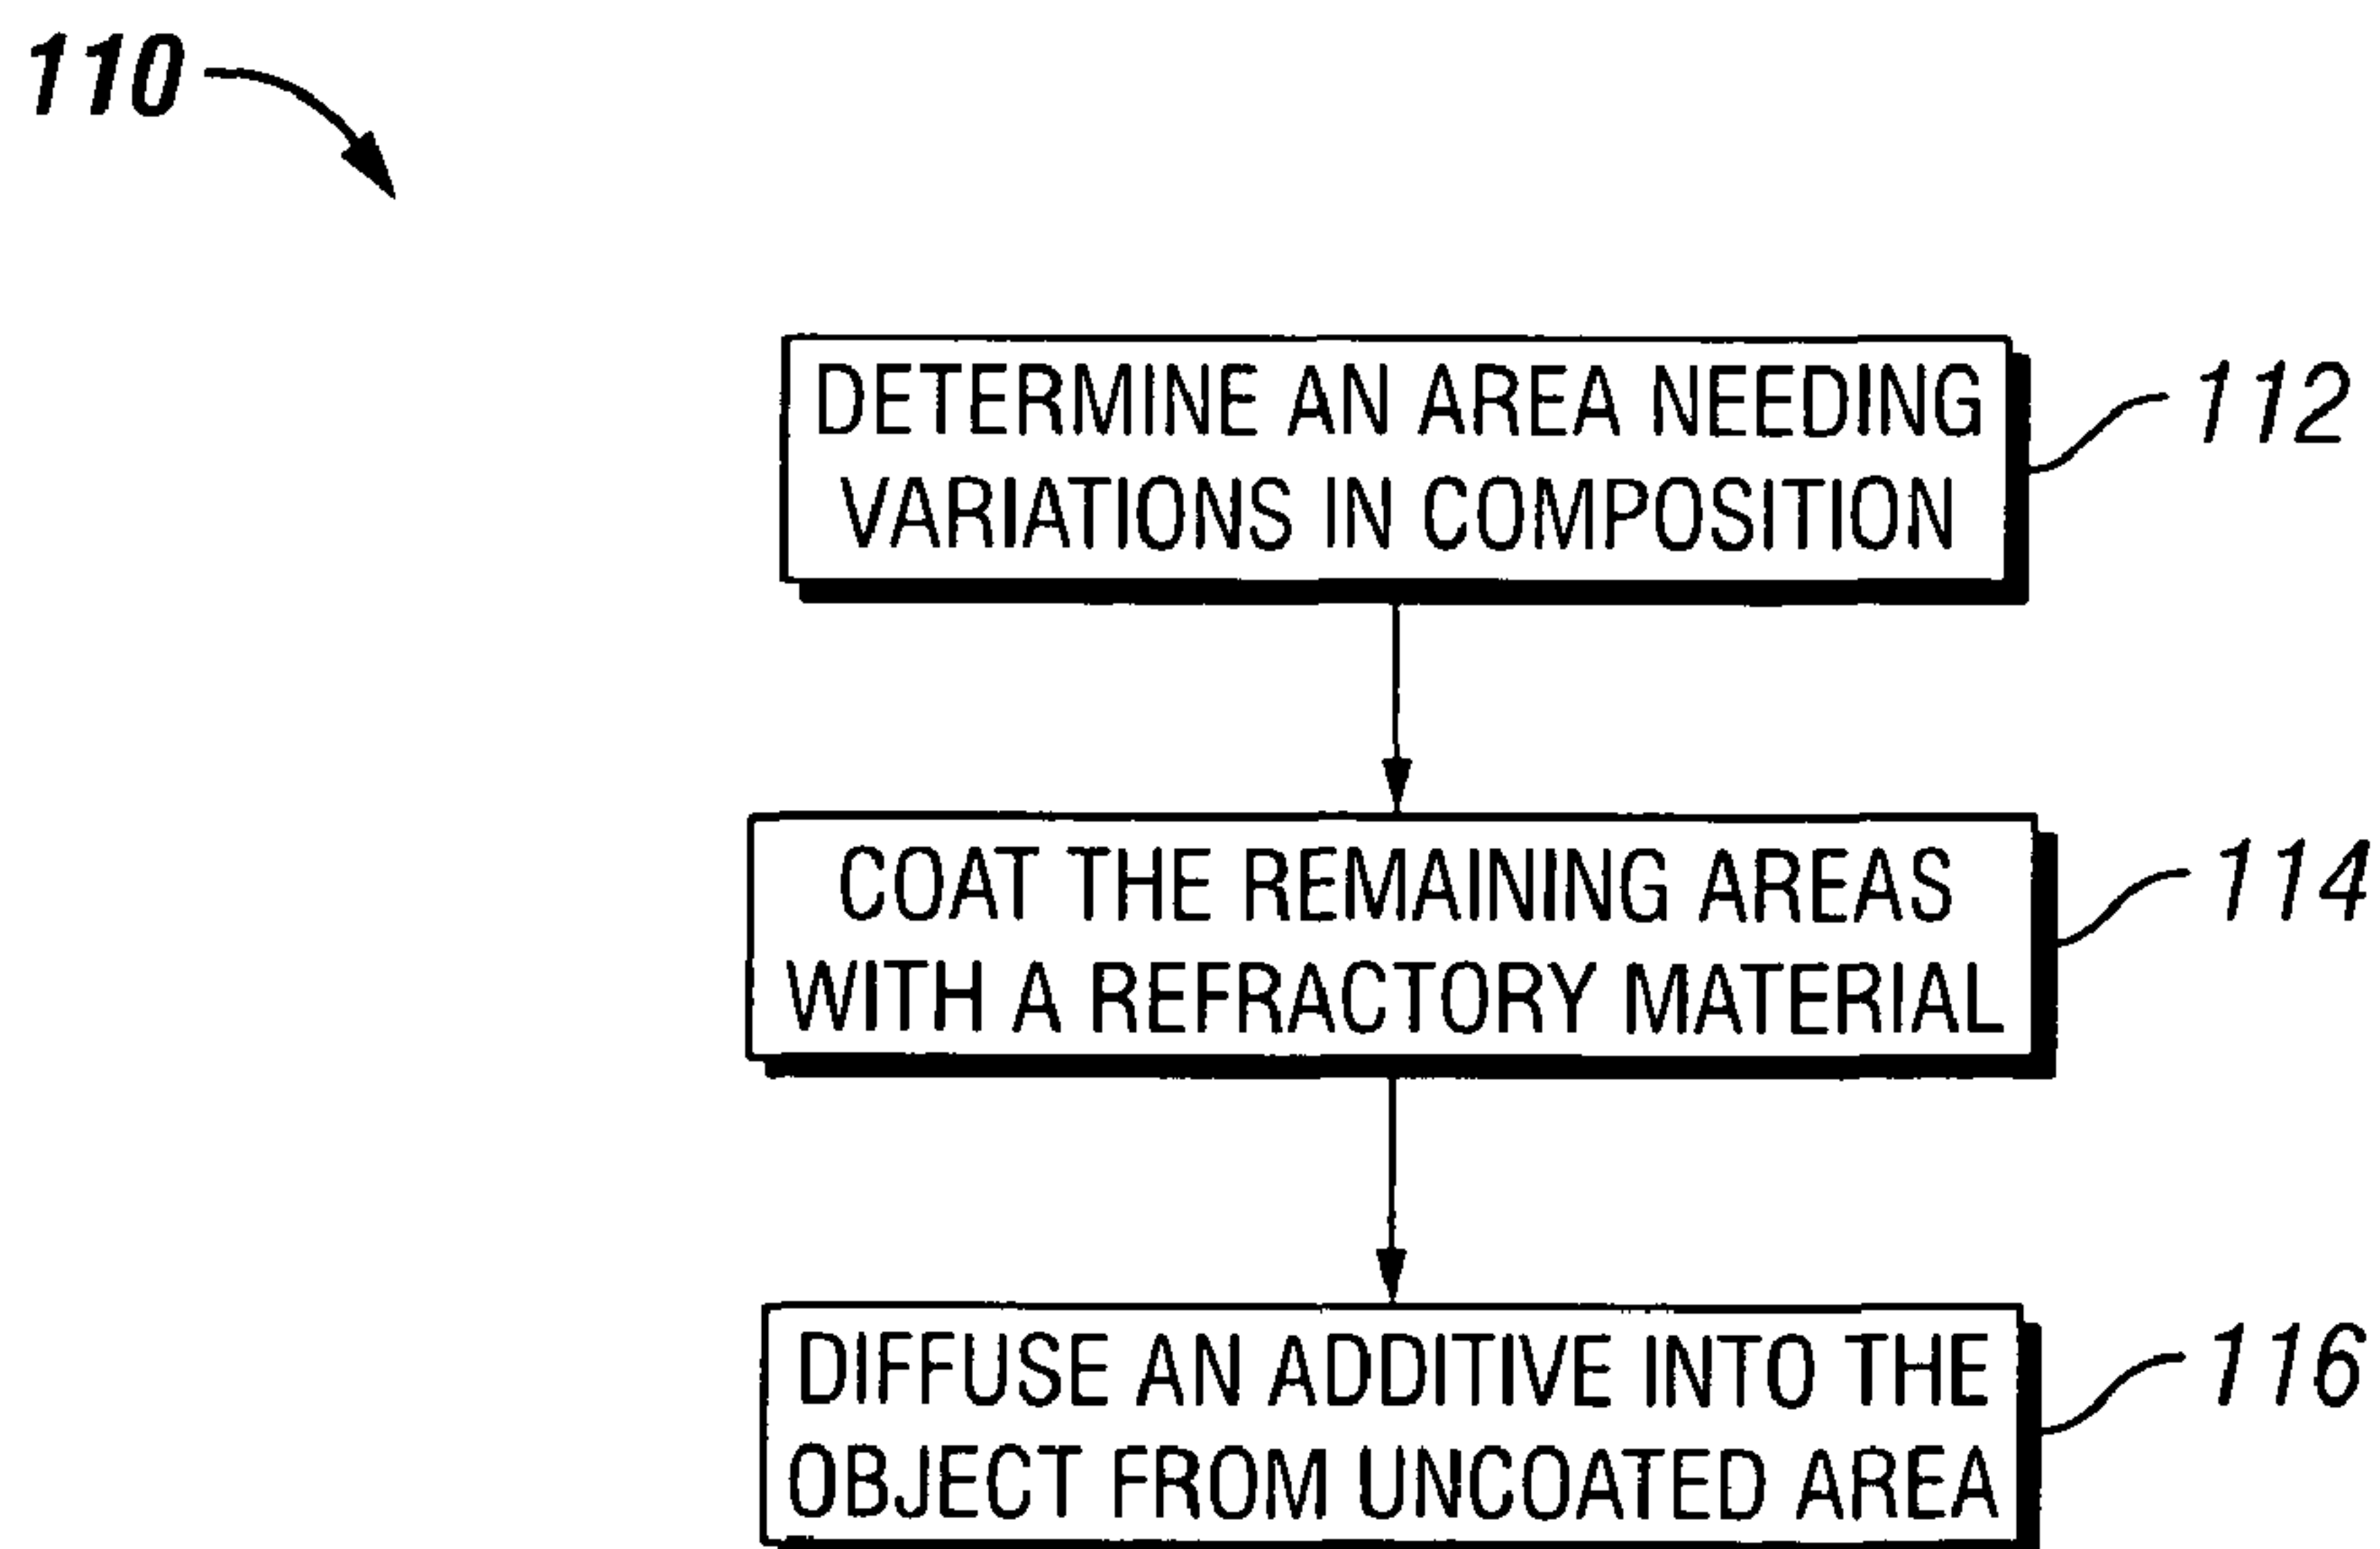 110
DETERMINE AN AREA NEEDING
VARIATIONS IN COMPOSITION
112
COAT THE REMAINING AREAS
WITH A REFRACTORY MATERIAL
114
DIFFUSE AN ADDITIVE INTO THE
OBJECT FROM UNCOATED AREA
116